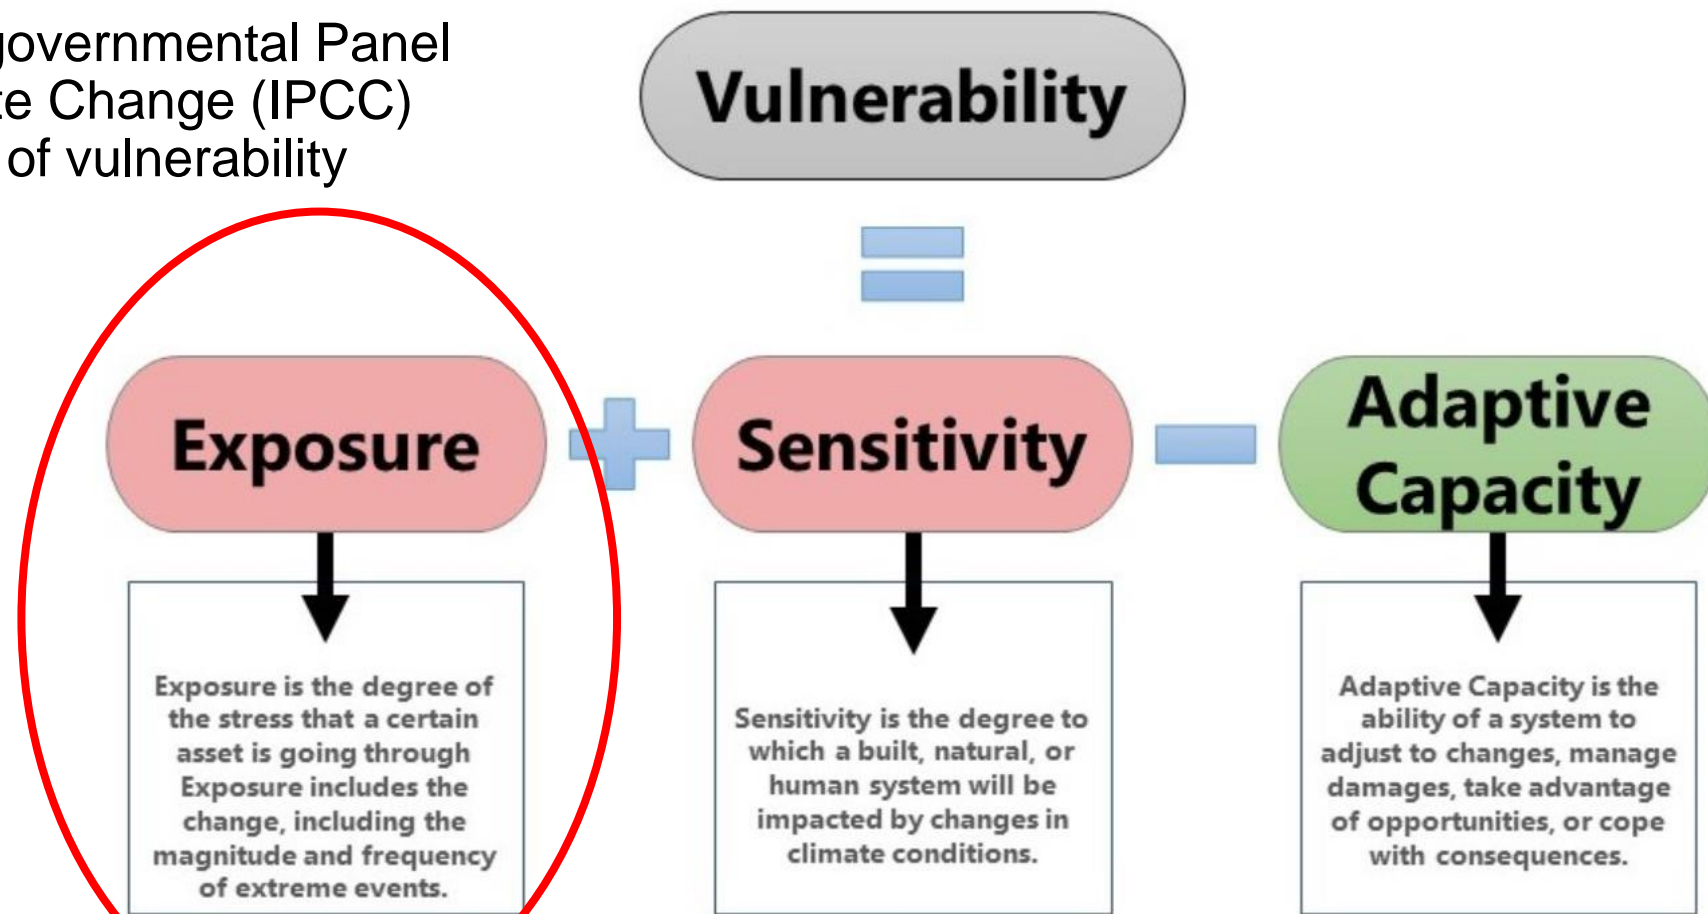 governmental Panel
te Change (IPCC)
of vulnerability
Vulnerability
Exposure
Sensitivity
Adaptive
Capacity
Exposure is the degree of
the stress that a certain
asset is going through
Exposure includes the
change, including the
magnitude and frequency
of extreme events.
Sensitivity is the degree to
which a built, natural, or
human system will be
impacted by changes in
climate conditions.
Adaptive Capacity is the
ability of a system to
adjust to changes, manage
damages, take advantage
of opportunities, or cope
with consequences.